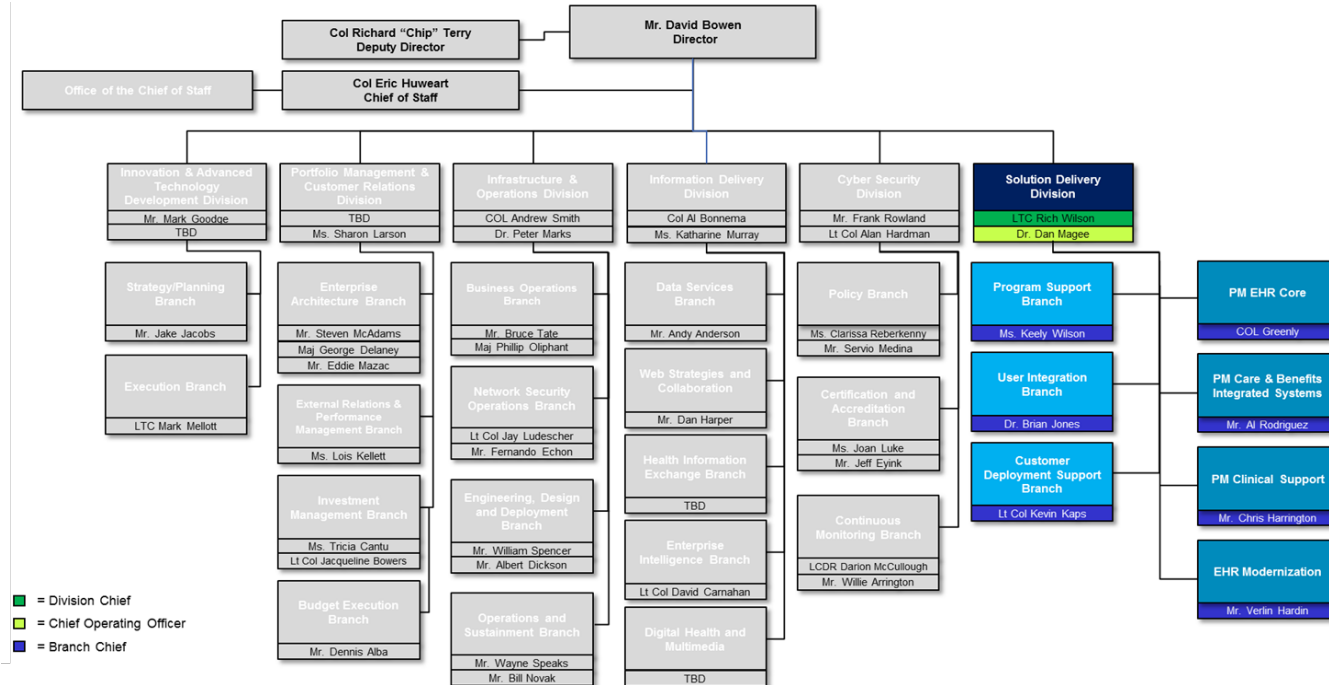 Mr. David Bowen
Director
Col Richard “Chip” Terry
Deputy Director
Office of the Chief of Staff
Col Eric Huweart
Chief of Staff
Innovation & Advanced
Technology
Development Division
Mr. Mark Goodge
TBD
Strategy/Planning
Branch
Mr. Jake Jacobs
Execution Branch
LTC Mark Mellott
Portfolio Management &
Customer Relations
Division
TBD
Ms. Sharon Larson
Enterprise
Architecture Branch
Mr. Steven McAdams
Maj George Delaney
Mr. Eddie Mazac
External Relations &
Performance
Management Branch
Ms. Lois Kellett
Investment
Management Branch
Ms. Tricia Cantu
Lt Col Jacqueline Bowers
Budget Execution
Branch
Mr. Dennis Alba
Infrastructure
& Operations Division
COL Andrew Smith
Dr. Peter Marks
Business Operations
Branch
Mr. Bruce Tate
Maj Phillip Oliphant
Network Security
Operations Branch
Lt Col Jay Ludescher
Mr. Fernando Echon
Engineering, Design
and Deployment
Branch
Mr. William Spencer
Mr. Albert Dickson
Operations and
Sustainment Branch
Mr. Wayne Speaks
Mr. Bill Novak
Information Delivery
Division
Col Al Bonnema
Ms. Katharine Murray
Data Services
Branch
Mr. Andy Anderson
Web Strategies and
Collaboration
Mr. Dan Harper
Health Information
Exchange Branch
TBD
Enterprise
Intelligence Branch
Lt Col David Carnahan
Digital Health and
Multimedia
TBD
Cyber Security
Division
Mr. Frank Rowland
Lt Col Alan Hardman
Policy Branch
Ms. Clarissa Reberkenny
Mr. Servio Medina
Certification and
Accreditation
Branch
Ms. Joan Luke
Mr. Jeff Eyink
Continuous
Monitoring Branch
LCDR Darion McCullough
Mr. Willie Arrington
Solution Delivery
Division
LTC Rich Wilson
Dr. Dan Magee
Program Support
Branch
Ms. Keely Wilson
User Integration
Branch
Dr. Brian Jones
Customer
Deployment Support
Branch
Lt Col Kevin Kaps
PM EHR Core
COL Greenly
PM Care & Benefits
Integrated Systems
Mr. Al Rodriguez
PM Clinical Support
Mr. Chris Harrington
EHR Modernization
Mr. Verlin Hardin
= Division Chief
= Chief Operating Officer
= Branch Chief